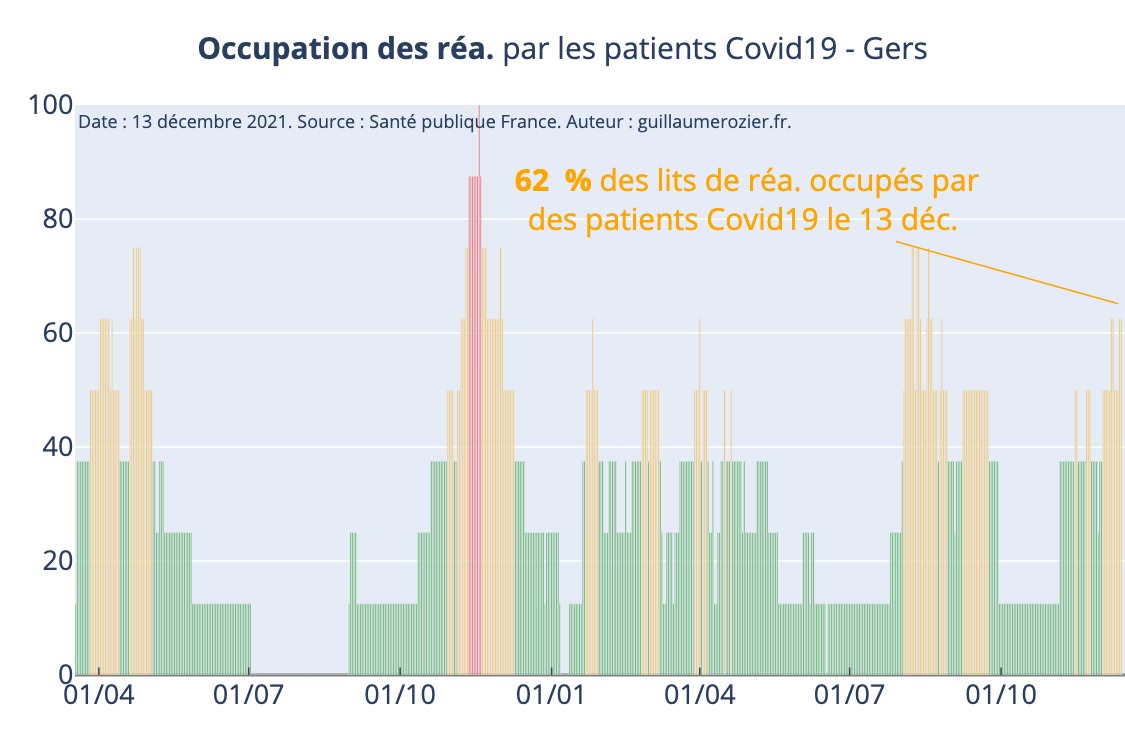 Occupation des réa. par les patients Covid19 - Gers
100
Date : 13 décembre 2021. Source : Santé publique France. Auteur : guillaumerozier.fr.
62 % des lits de réa. occupés par
des patients Covid19 le 13 déc.
80
60
40
20
0
01/04 01/07 01/10 01/01 01/04 01/07 01/10